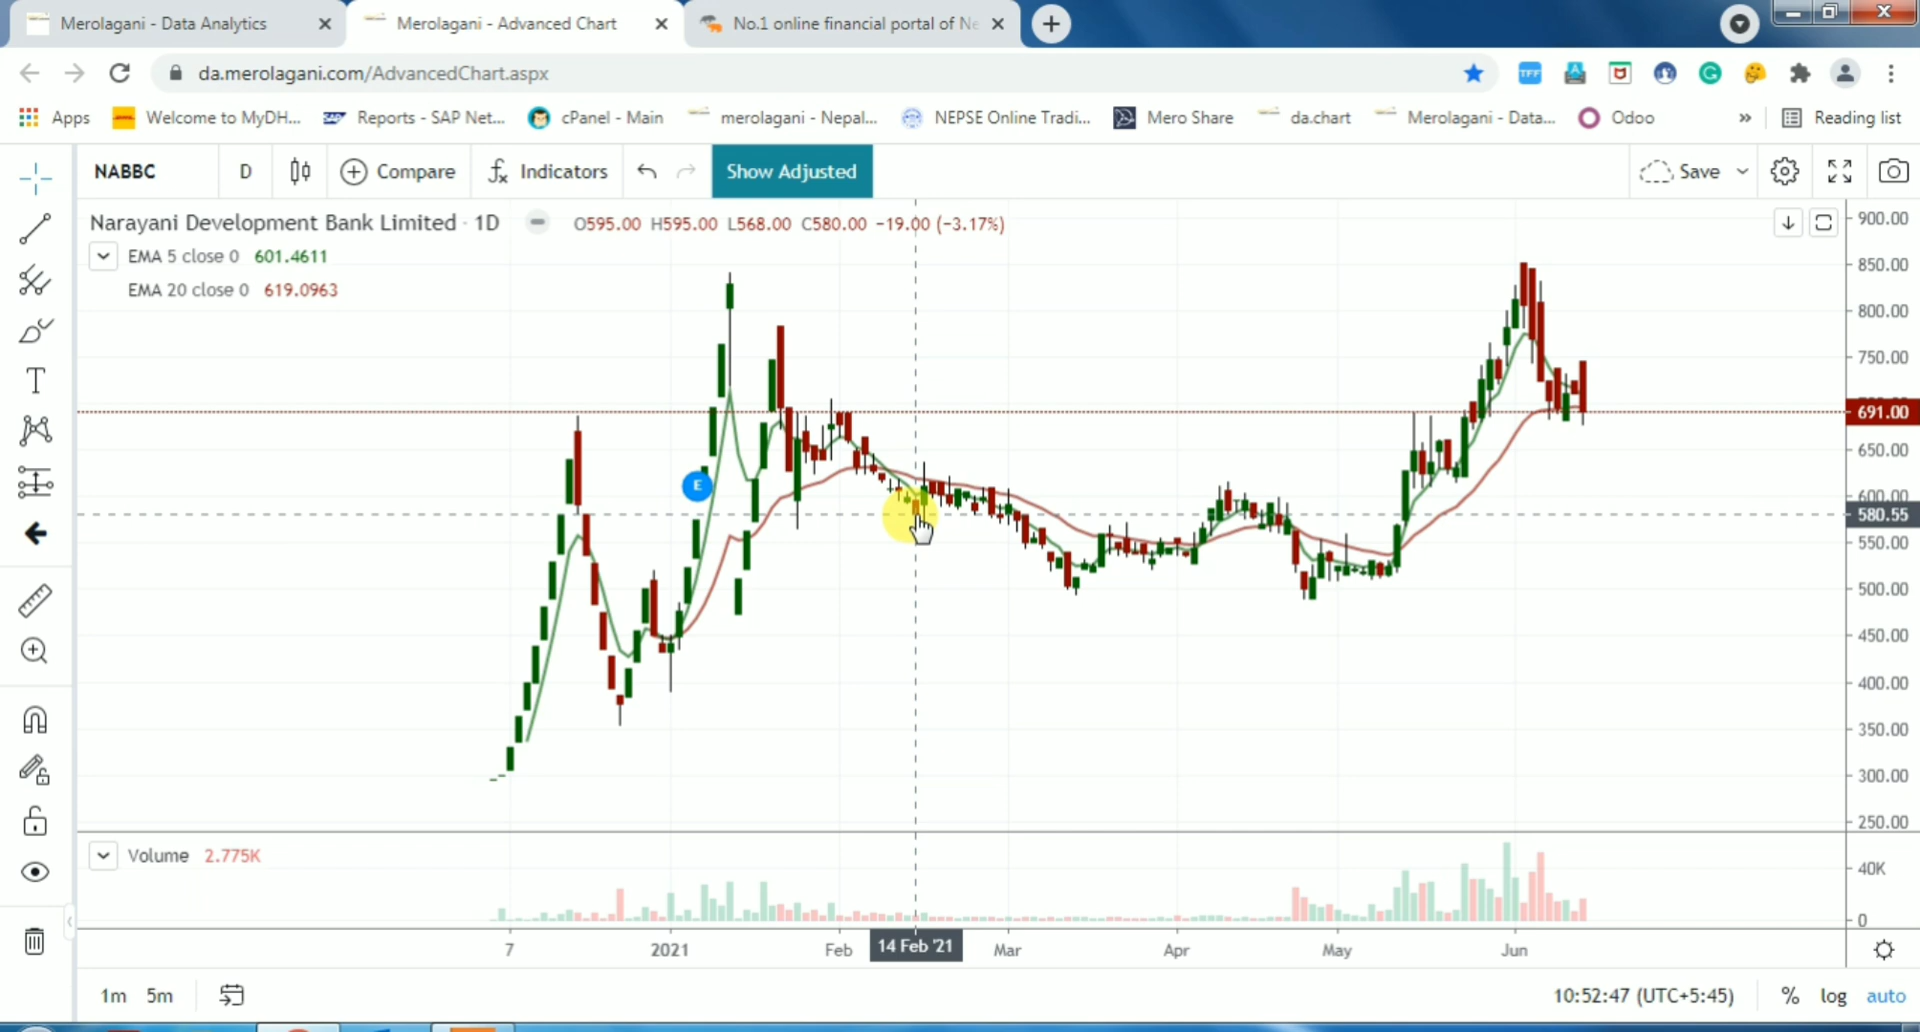 Merolagani - Data Analytics
Merolagani - Advanced Chart
No.1 online financial portal of Ne
da.merolagani.com/AdvancedChart.aspx
TFF
Apps
Welcome to MyDH...
SAP
Reports - SAP Net...
cPanel - Main
merolagani - Nepal...
NEPSE Online Tradi...
Mero Share
da.chart
Merolagani - Data...
Odoo
»
Reading list
NABBC
D
Compare
Indicators
Show Adjusted
Save
Narayani Development Bank Limited · 1D
O595.00 H595.00 L568.00 C580.00 −19.00 (−3.17%)
EMA 5 close 0 601.4611
EMA 20 close 0 619.0963
E
T
900.00
850.00
800.00
750.00
691.00
650.00
600.00
580.55
550.00
500.00
450.00
400.00
350.00
300.00
250.00
Volume 2.775K
40K
0
7
2021
Feb
14 Feb '21
Mar
Apr
May
Jun
1m 5m
10:52:47 (UTC+5:45)
% log auto